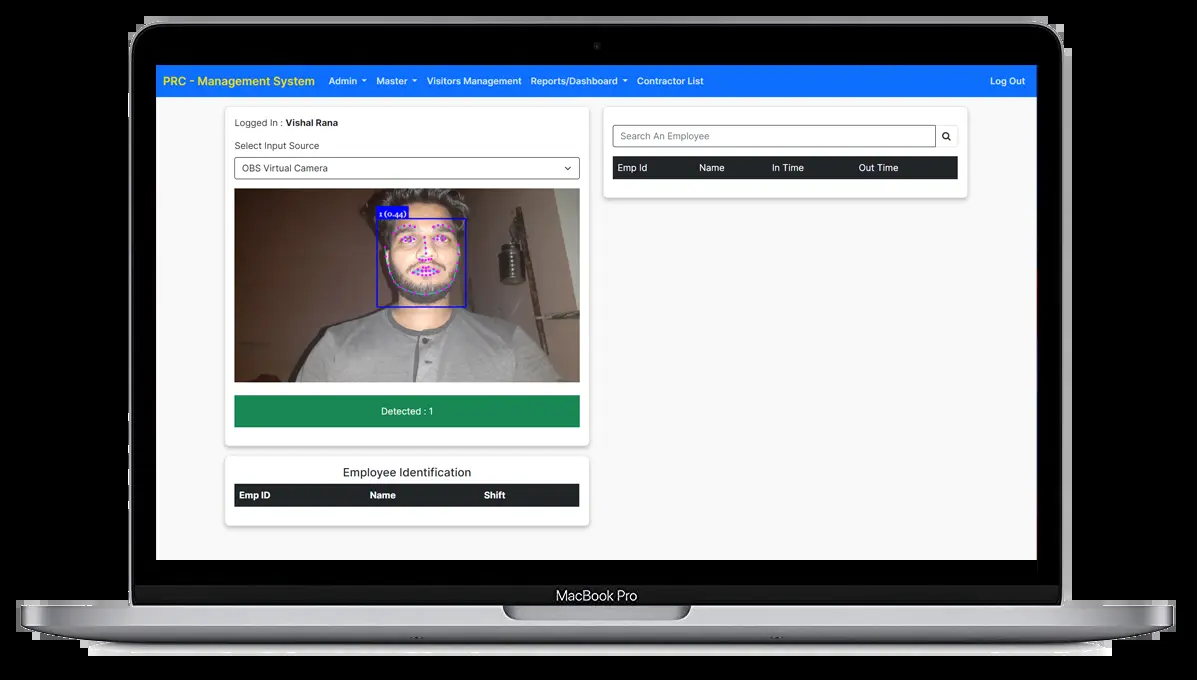 PRC - Management System Admin Master Visitors Management Reports/Dashboard Contractor List Log Out
Logged In : Vishal Rana
Select Input Source
OBS Virtual Camera
1 (0.44)
Detected : 1
Employee Identification
Emp ID Name Shift
Search An Employee
Emp Id Name In Time Out Time
MacBook Pro